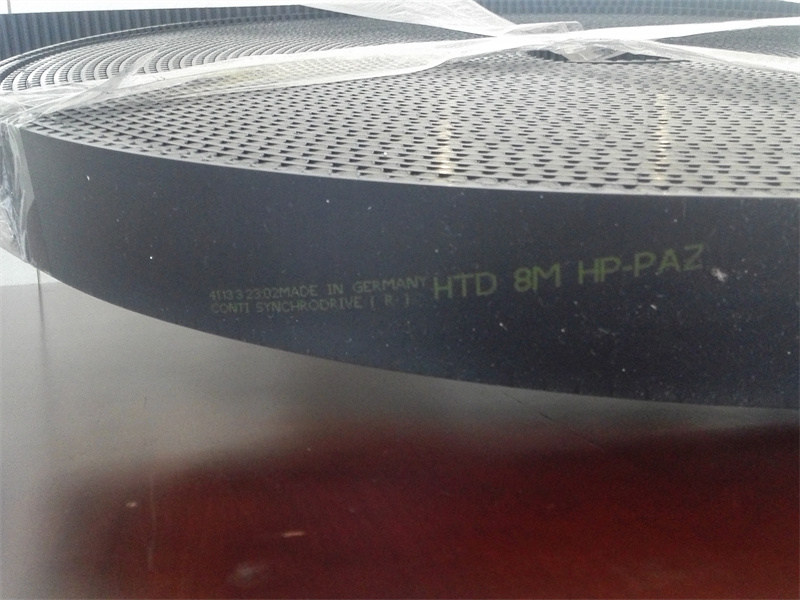 41133 23:02MADE IN GERMANY
CONTI SYNCHRODRIVE ( R )
HTD 8M HP-PAZ